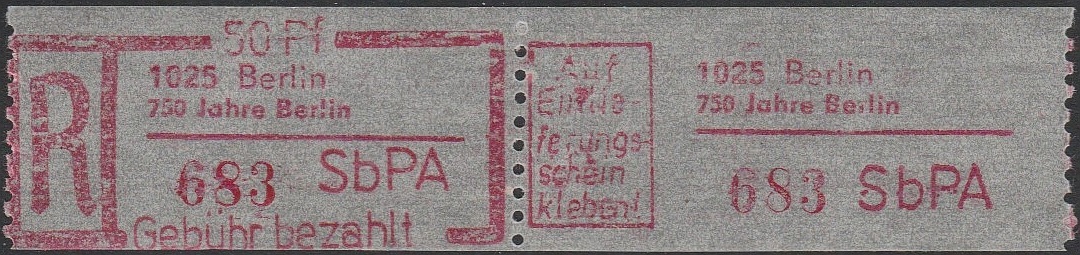 50 Pf
R
1025 Berlin
750 Jahre Berlin
683 SbPA
Gebühr bezahlt
Auf
Einlie-
ferungs-
schein
kleben!
1025 Berlin
750 Jahre Berlin
683 SbPA